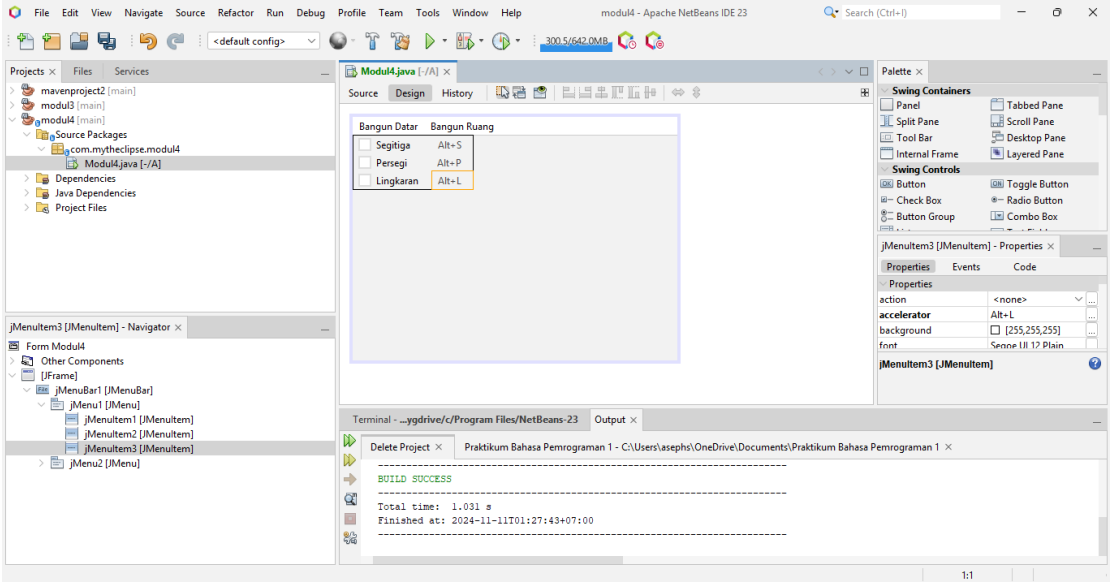 File Edit View Navigate Source Refactor Run Debug Profile Team Tools Window Help modul4 - Apache NetBeans IDE 23 Search (Ctrl+I)
<default config> 300.5/642.0MB
Projects Files Services
mavenproject2 [main]
modul3 [main]
modul4 [main]
Source Packages
com.mytheclipse.modul4
Modul4.java [-/A]
Dependencies
Java Dependencies
Project Files
jMenuItem3 [JMenuItem] - Navigator
Form Modul4
Other Components
[JFrame]
jMenuBar1 [JMenuBar]
jMenu1 [JMenu]
jMenuItem1 [JMenuItem]
jMenuItem2 [JMenuItem]
jMenuItem3 [JMenuItem]
jMenu2 [JMenu]
Modul4.java [-/A]
Source Design History
Bangun Datar Bangun Ruang
Segitiga Alt+S
Persegi Alt+P
Lingkaran Alt+L
Palette
Swing Containers
Panel Tabbed Pane
Split Pane Scroll Pane
Tool Bar Desktop Pane
Internal Frame Layered Pane
Swing Controls
Button Toggle Button
Check Box Radio Button
Button Group Combo Box
jMenuItem3 [JMenuItem] - Properties
Properties Events Code
Properties
action <none>
accelerator Alt+L
background [255,255,255]
font Segoe UI 12 Plain
jMenuItem3 [JMenuItem]
Terminal - ...ygdrive/c/Program Files/NetBeans-23 Output
Delete Project Praktikum Bahasa Pemrograman 1 - C:\Users\asephs\OneDrive\Documents\Praktikum Bahasa Pemrograman 1
------------------------------------------------------------------------
BUILD SUCCESS
------------------------------------------------------------------------
Total time: 1.031 s
Finished at: 2024-11-11T01:27:43+07:00
------------------------------------------------------------------------
1:1